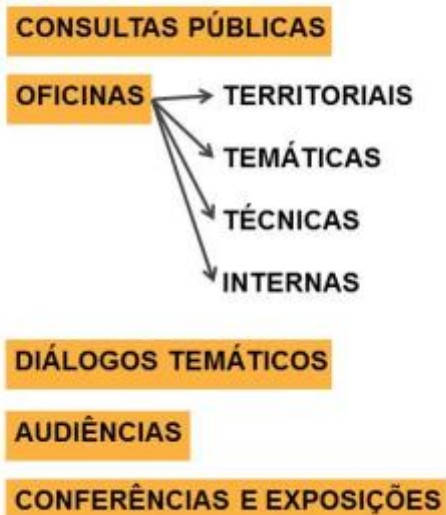 CONSULTAS PÚBLICAS
OFICINAS
TERRITORIAIS
TEMÁTICAS
TÉCNICAS
INTERNAS
DIÁLOGOS TEMÁTICOS
AUDIÊNCIAS
CONFERÊNCIAS E EXPOSIÇÕES